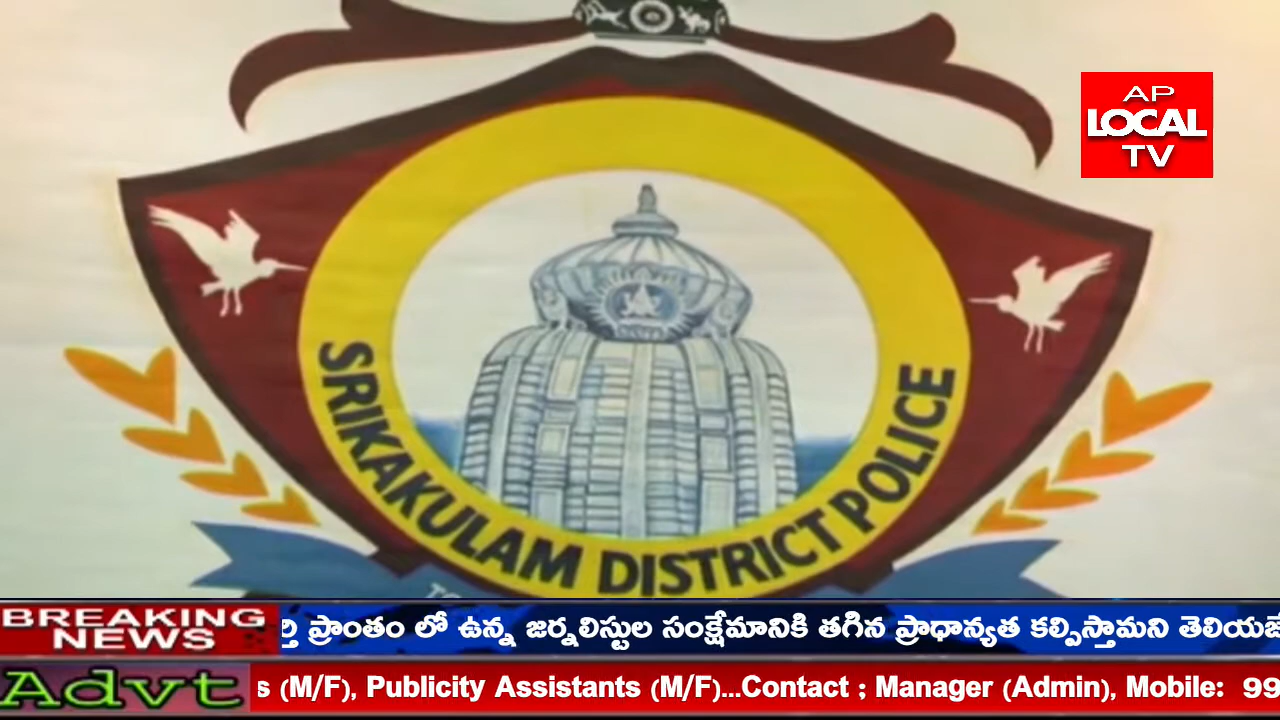 AP
LOCAL
TV
SRIKAKULAM DISTRICT POLICE
BREAKING
NEWS
ప్రాంతం లో ఉన్న జర్నలిస్టుల సంక్షేమానికి తగిన ప్రాధాన్యత కల్పిస్తామని
Advt
s (M/F), Publicity Assistants (M/F)...Contact ; Manager (Admin), Mobile: 99